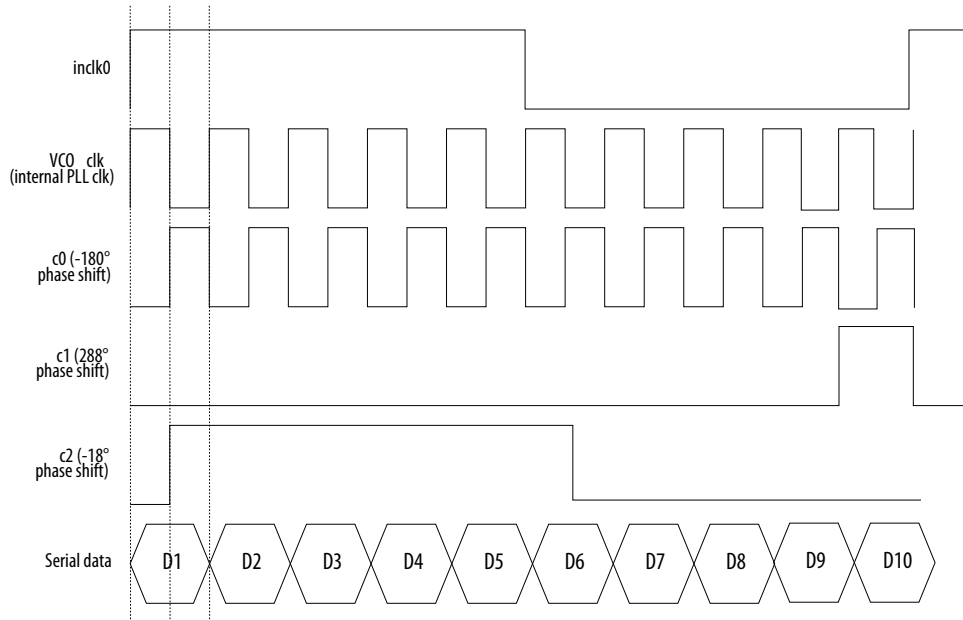 inclk0
VCO clk
(internal PLL clk)
c0 (-180°
phase shift)
c1 (288°
phase shift)
c2 (-18°
phase shift)
Serial data D1 D2 D3 D4 D5 D6 D7 D8 D9 D10